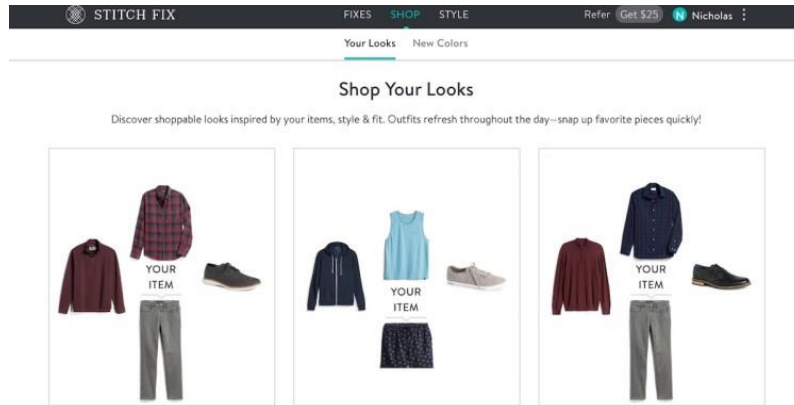 STITCH FIX
FIXES SHOP STYLE
Refer Get $25 N Nicholas
Your Looks New Colors
Shop Your Looks
Discover shoppable looks inspired by your items, style & fit. Outfits refresh throughout the day—snap up favorite pieces quickly!
YOUR
ITEM
YOUR
ITEM
YOUR
ITEM